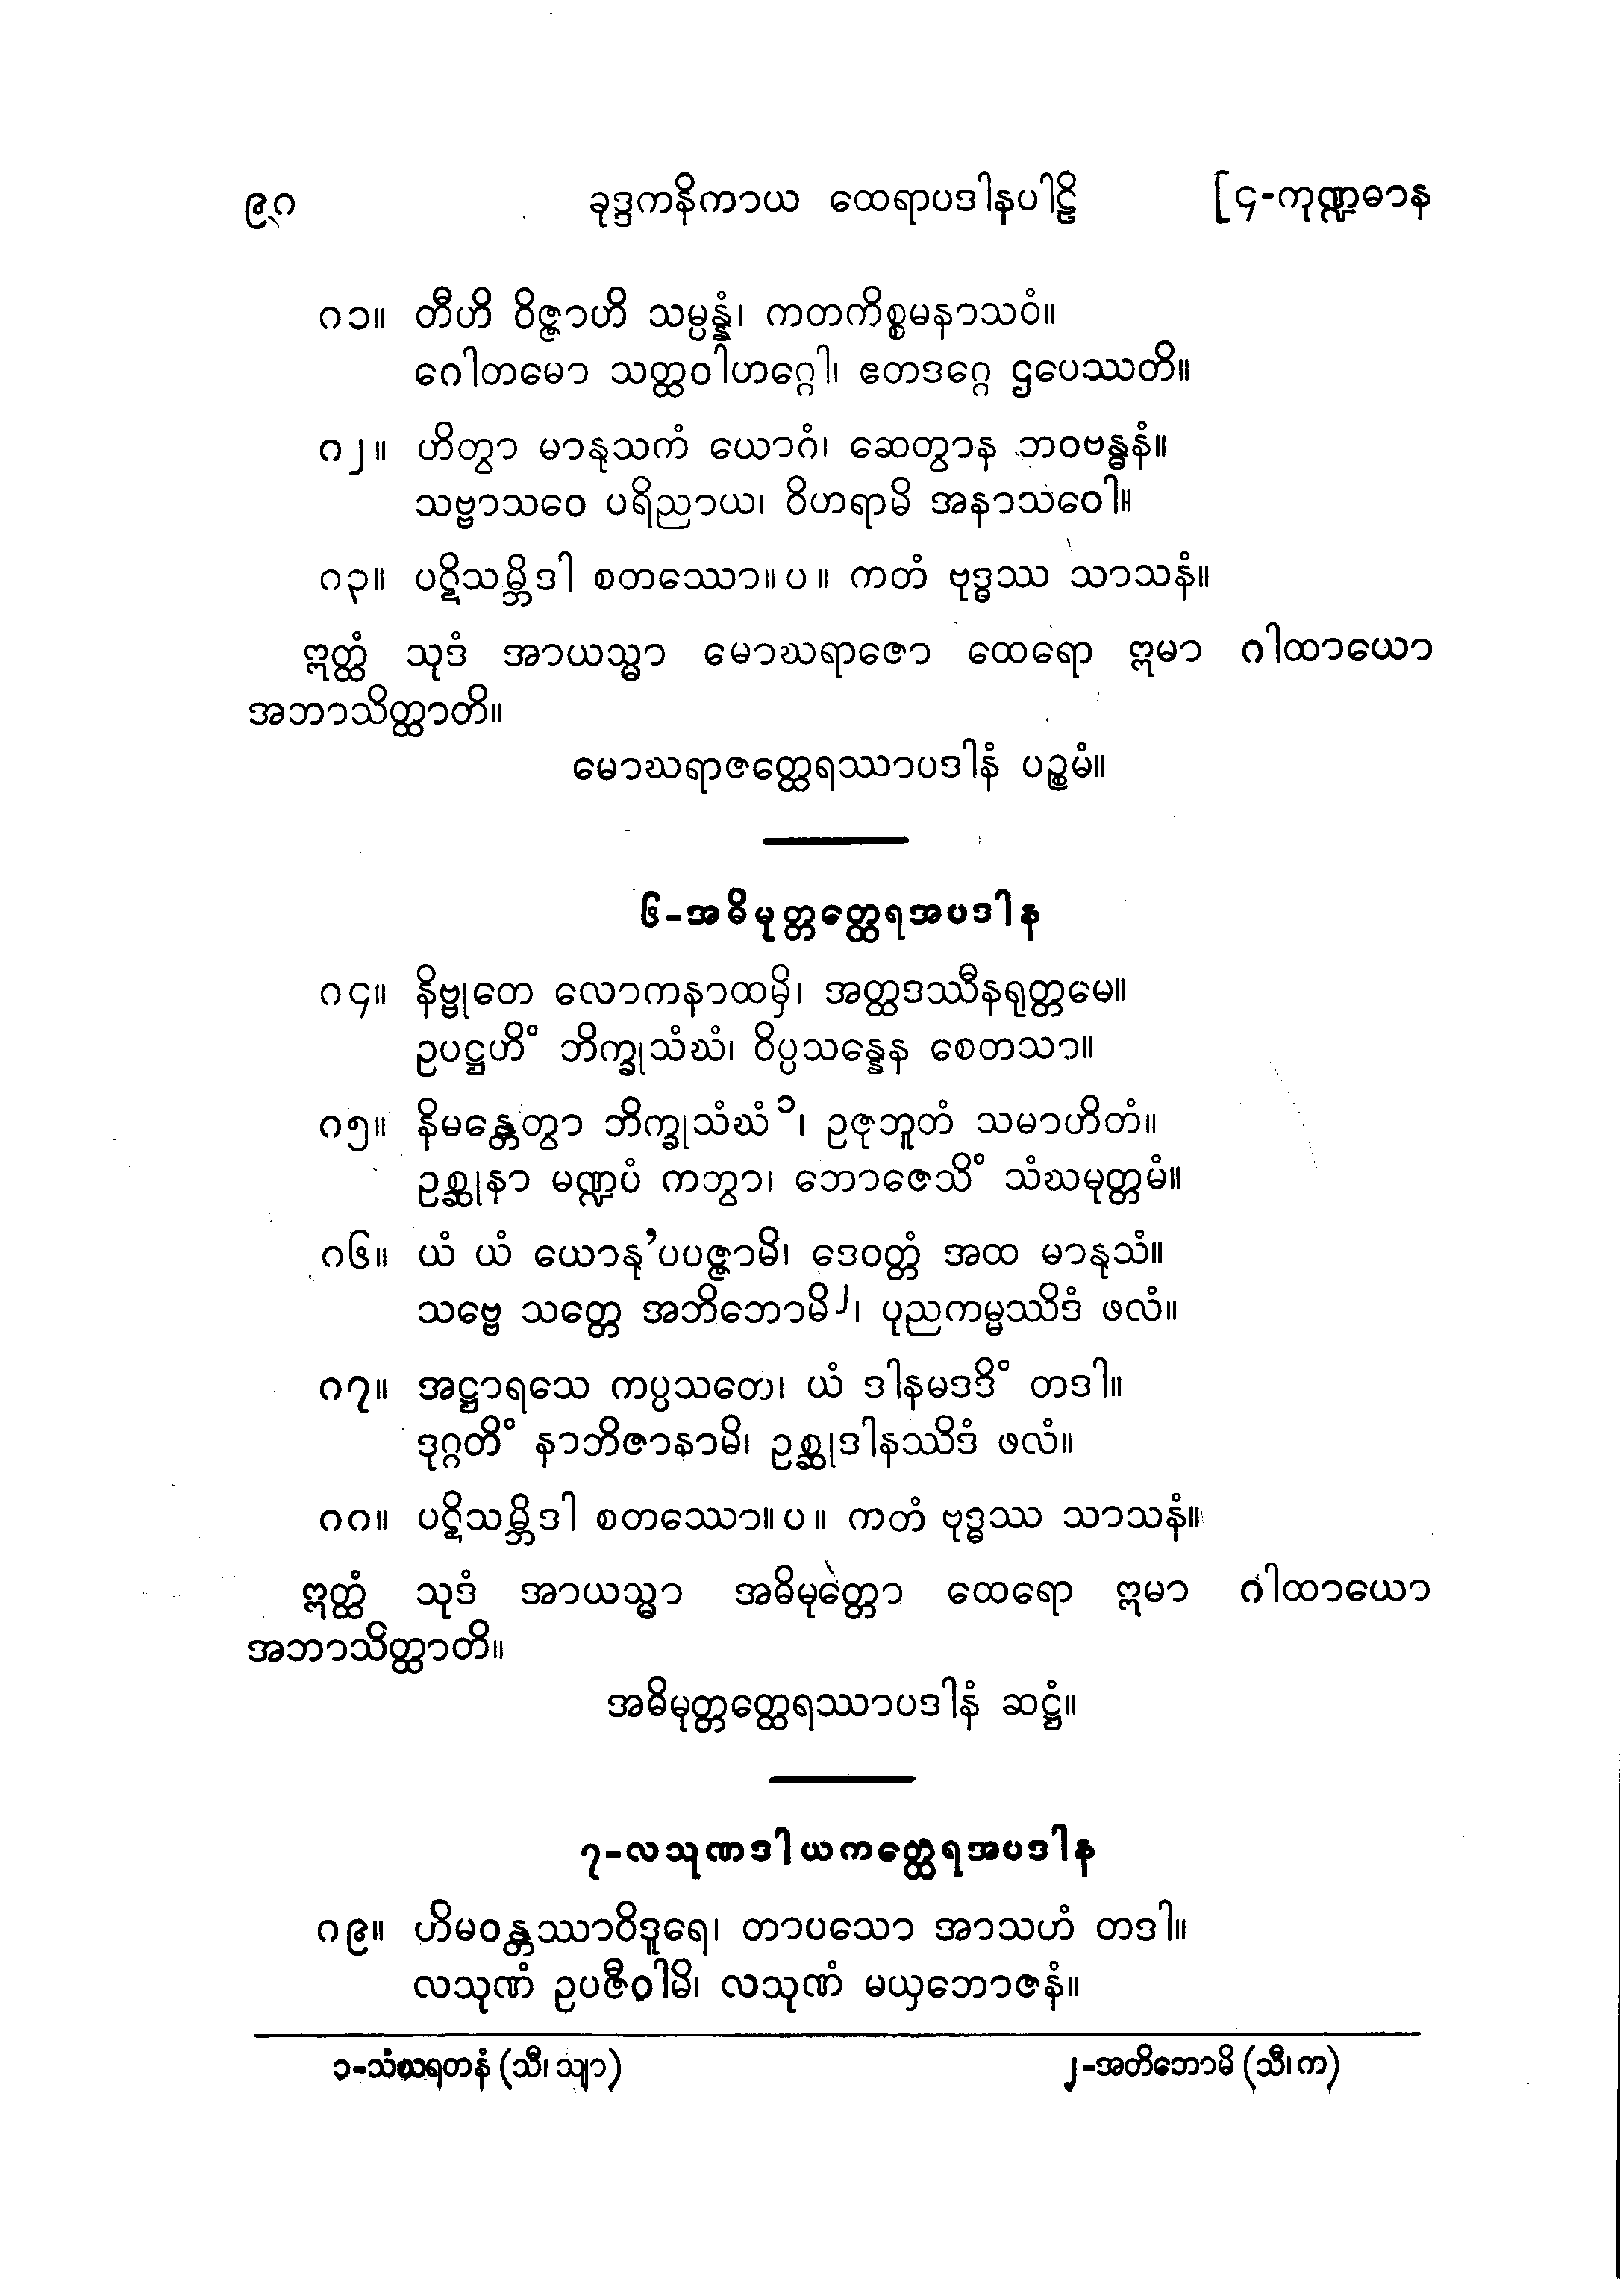 ၉၈ ခုဒ္ဒကနိကာယ ထေရာပဒါနပါဠိ [၄-ကုဏ္ဍဓာန
၈၁။ တီဟိ ဝိဇ္ဇာဟိ သမ္ပန္နံ၊ ကတကိစ္စမနာသဝံ။
ဂေါတမော သတ္ထဝါဟဂ္ဂေါ၊ ဧတဒဂ္ဂေ ဌပေဿတိ။
၈၂။ ဟိတွာ မာနုသကံ ယောဂံ၊ ဆေတွာန ဘဝဗန္ဓနံ။
သဗ္ဗာသဝေ ပရိညာယ၊ ဝိဟရာမိ အနာသဝေါ။
၈၃။ ပဋိသမ္ဘိဒါ စတဿော။ ပ။ ကတံ ဗုဒ္ဓဿ သာသနံ။
ဣတ္ထံ သုဒံ အာယသ္မာ မောဃရာဇော ထေရော ဣမာ ဂါထာယော
အဘာသိတ္ထာတိ။
မောဃရာဇတ္ထေရဿာပဒါနံ ပဉ္စမံ။
၆-အဓိမုတ္တတ္ထေရအပဒါန
၈၄။ နိဗ္ဗုတေ လောကနာထမှိ၊ အတ္ထဒဿီနရုတ္တမေ။
ဥပဋ္ဌဟိံ ဘိက္ခုသံဃံ၊ ဝိပ္ပသန္နေန စေတသာ။
၈၅။ နိမန္တေတွာ ဘိက္ခုသံဃံ ၁၊ ဥဇုဘူတံ သမာဟိတံ။
ဥစ္ဆုနာ မဏ္ဍပံ ကတွာ၊ ဘောဇေသိံ သံဃမုတ္တမံ။
၈၆။ ယံ ယံ ယောနု'ပပဇ္ဇာမိ၊ ဒေဝတ္တံ အထ မာနုသံ။
သဗ္ဗေ သတ္တေ အဘိဘောမိ ၂၊ ပုညကမ္မဿိဒံ ဖလံ။
၈၇။ အဋ္ဌာရသေ ကပ္ပသတေ၊ ယံ ဒါနမဒဒိံ တဒါ။
ဒုဂ္ဂတိံ နာဘိဇာနာမိ၊ ဥစ္ဆုဒါနဿိဒံ ဖလံ။
၈၈။ ပဋိသမ္ဘိဒါ စတဿော။ ပ။ ကတံ ဗုဒ္ဓဿ သာသနံ။
ဣတ္ထံ သုဒံ အာယသ္မာ အဓိမုတ္တော ထေရော ဣမာ ဂါထာယော
အဘာသိတ္ထာတိ။
အဓိမုတ္တတ္ထေရဿာပဒါနံ ဆဋ္ဌံ။
၇-လသုဏဒါယကတ္ထေရအပဒါန
၈၉။ ဟိမဝန္တဿာဝိဒူရေ၊ တာပသော အာသဟံ တဒါ။
လသုဏံ ဥပဇီဝါမိ၊ လသုဏံ မယှဘောဇနံ။
၁-သံဃရတနံ (သီ၊ သျာ) ၂-အတိဘောမိ (သီ၊ က)